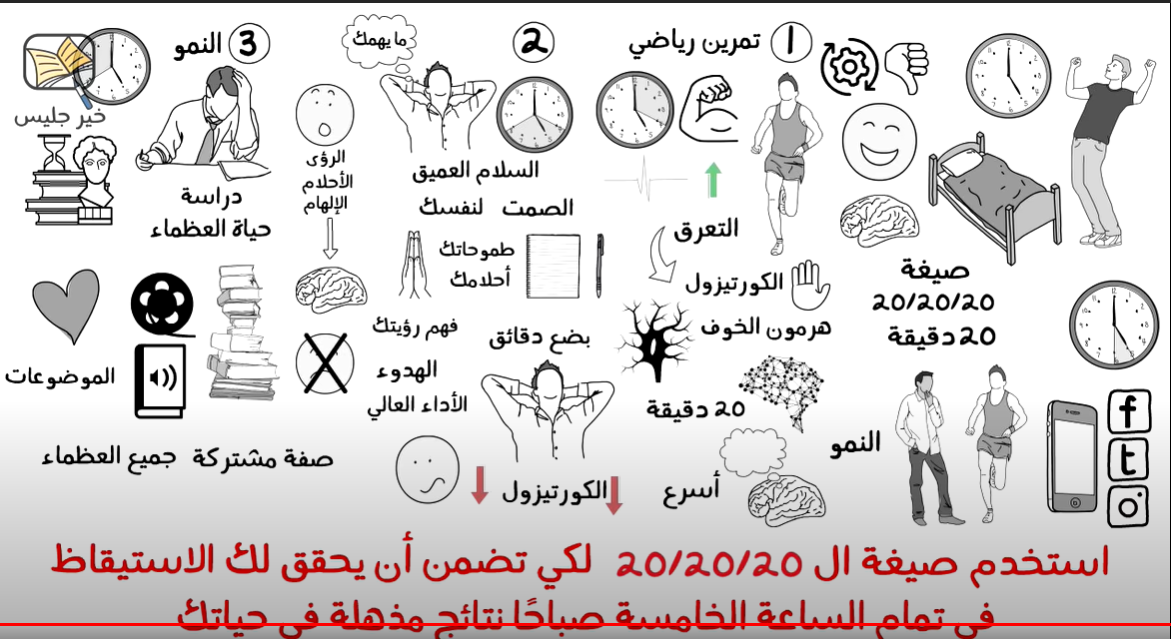 صيغة
20/20/20
20 دقيقة
النمو
1 تمرين رياضي
التعرق
الكورتيزول
هرمون الخوف
20 دقيقة
أسرع
2
ما يهمك
السلام العميق
الصمت لنفسك
طموحاتك
أحلامك
الرؤى
الأحلام
الإلهام
فهم رؤيتك
بضع دقائق
الهدوء
الأداء العالي
الكورتيزول
3 النمو
خير جليس
دراسة
حياة العظماء
الموضوعات
صفة مشتركة جميع العظماء
استخدم صيغة ال 20/20/20 لكي تضمن أن يحقق لك الاستيقاظ
في تمام الساعة الخامسة صباحًا نتائج مذهلة في حياتك